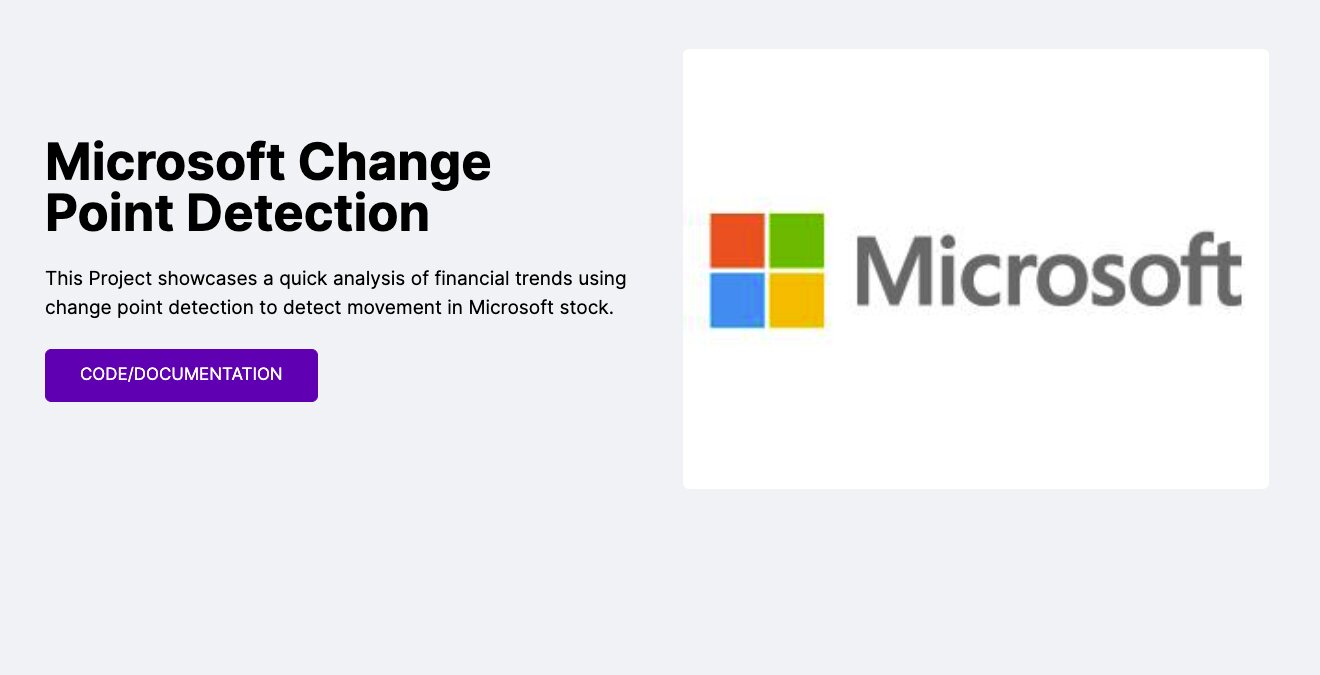 Microsoft Change
Point Detection
This Project showcases a quick analysis of financial trends using
change point detection to detect movement in Microsoft stock.
CODE/DOCUMENTATION
Microsoft